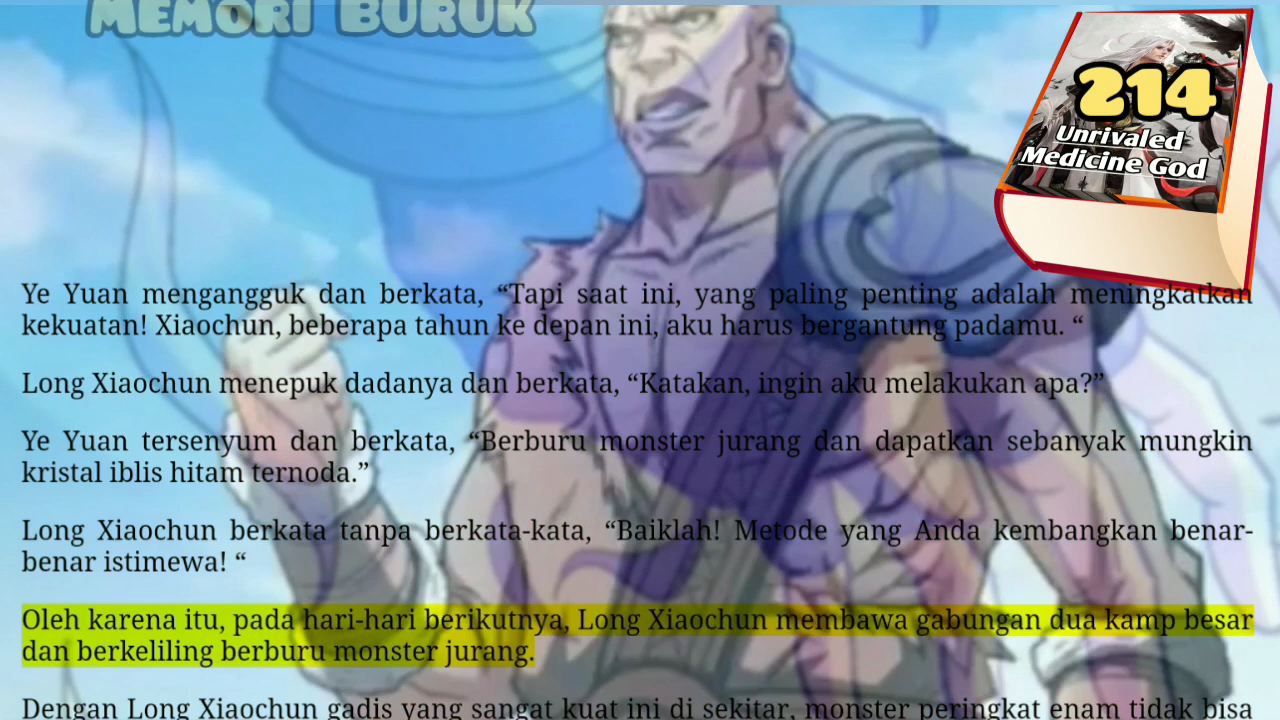 MEMORI BURUK
214
Unrivaled
Medicine God
Ye Yuan mengangguk dan berkata, “Tapi saat ini, yang paling penting adalah meningkatkan
kekuatan! Xiaochun, beberapa tahun ke depan ini, aku harus bergantung padamu. “
Long Xiaochun menepuk dadanya dan berkata, “Katakan, ingin aku melakukan apa?”
Ye Yuan tersenyum dan berkata, “Berburu monster jurang dan dapatkan sebanyak mungkin
kristal iblis hitam ternoda.”
Long Xiaochun berkata tanpa berkata-kata, “Baiklah! Metode yang Anda kembangkan benar-
benar istimewa! “
Oleh karena itu, pada hari-hari berikutnya, Long Xiaochun membawa gabungan dua kamp besar
dan berkeliling berburu monster jurang.
Dengan Long Xiaochun gadis yang sangat kuat ini di sekitar, monster peringkat enam tidak bisa